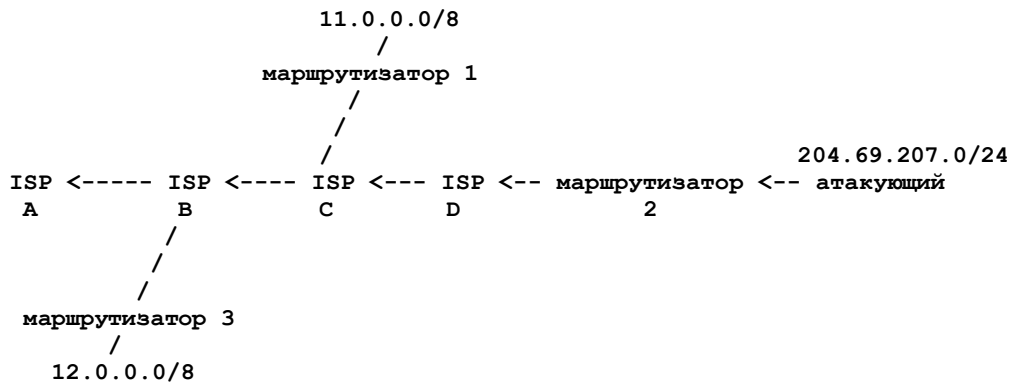 11.0.0.0/8
/
маршрутизатор 1
/
/
/
204.69.207.0/24
ISP <----- ISP <---- ISP <--- ISP <-- маршрутизатор <-- атакующий
A B C D 2
/
/
/
маршрутизатор 3
/
12.0.0.0/8